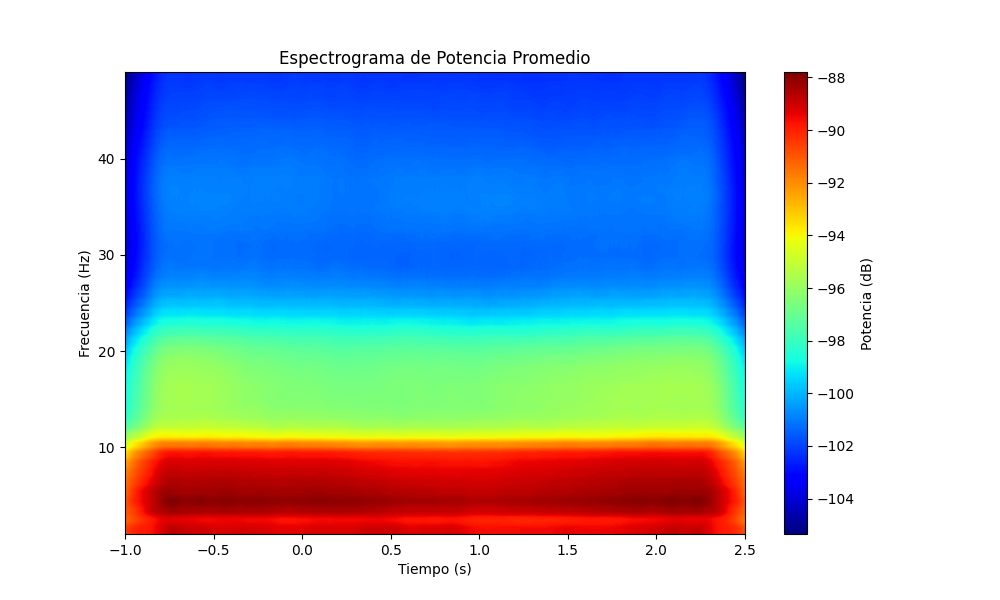 Espectrograma de Potencia Promedio
40
30
20
10
Frecuencia (Hz)
−1.0 −0.5 0.0 0.5 1.0 1.5 2.0 2.5
Tiempo (s)
−88
−90
−92
−94
−96
−98
−100
−102
−104
Potencia (dB)